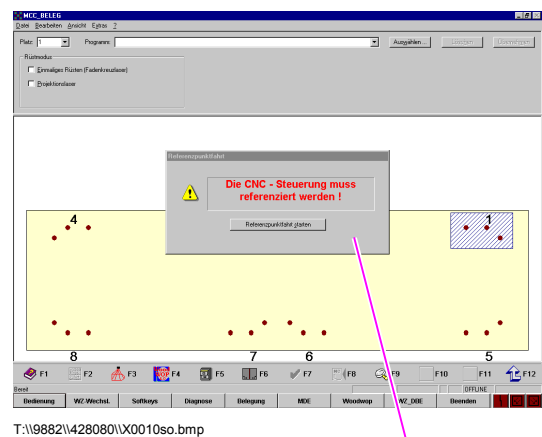 MCC_BELEG
Datei Bearbeiten Ansicht Extras ?
Platz 1 Programm Auswählen ... Löschen Übernehmen
Rüstmodus
Einmaliges Rüsten (Fadenkreuzlaser)
Projektionslaser
Referenzpunktfahrt
Die CNC - Steuerung muss
referenziert werden !
Referenzpunktfahrt starten
4 1
8 7 6 5
F1 F2 F3 STOP F4 F5 F6 F7 F8 F9 F10 F11 F12
Bereit OFFLINE
Bedienung WZ-Wechsl. Softkeys Diagnose Belegung MDE Woodwop WZ_DBE Beenden
T:\\9882\\428080\\X0010so.bmp